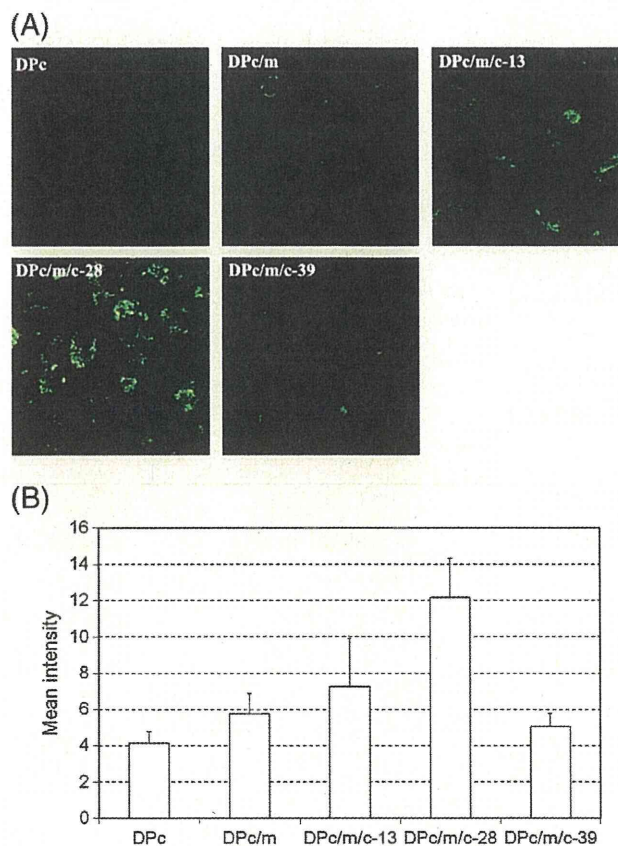 (A)
DPc
DPc/m
DPc/m/c-13
DPc/m/c-28
DPc/m/c-39
(B)
16
14
12
10
8
6
4
2
0
Mean intensity
DPc
DPc/m
DPc/m/c-13
DPc/m/c-28
DPc/m/c-39